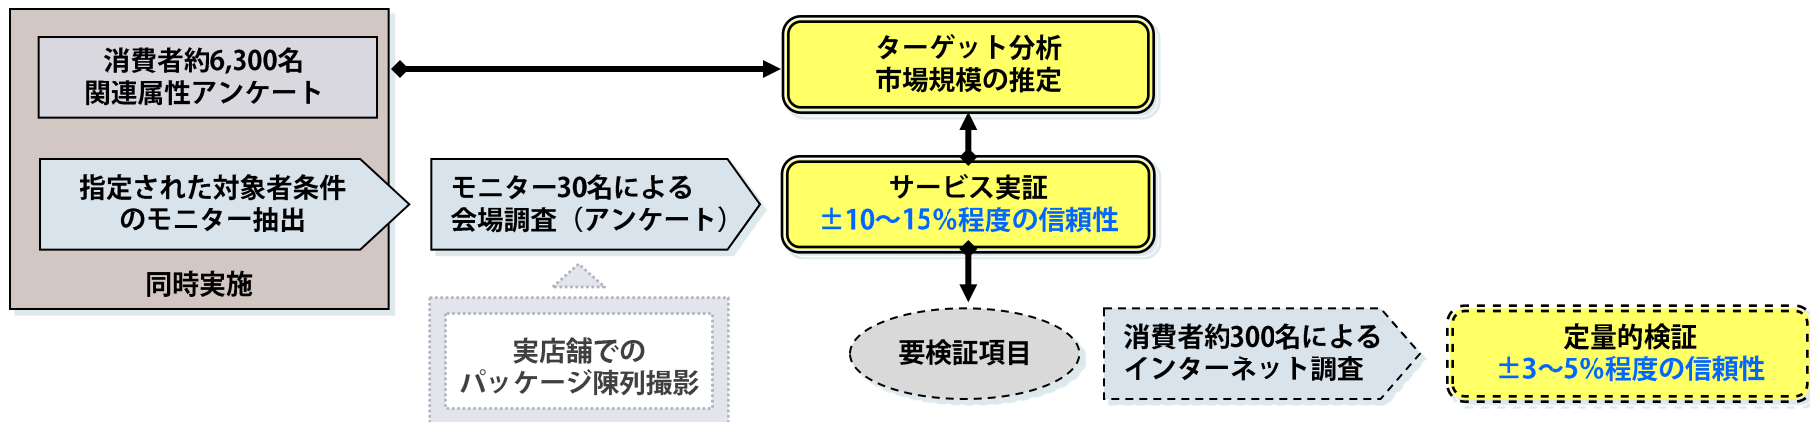 消費者約6,300名
関連属性アンケート
ターゲット分析
市場規模の推定
指定された対象者条件
のモニター抽出
同時実施
モニター30名による
会場調査（アンケート）
サービス実証
±10〜15%程度の信頼性
実店舗での
パッケージ陳列撮影
要検証項目
消費者約300名による
インターネット調査
定量的検証
±3〜5%程度の信頼性